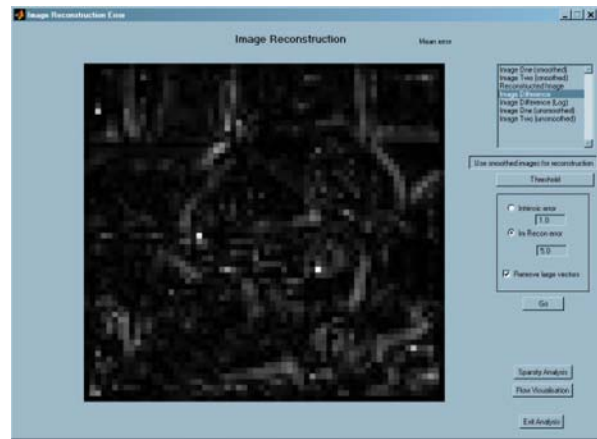 Image Reconstruction Error
Image Reconstruction
Mean error
Image One (smoothed)
Image Two (smoothed)
Reconstructed Image
Image Difference
Image Difference (Log)
Image One (unsmoothed)
Image Two (unsmoothed)
Use smoothed images for reconstruction
Threshold
Intensic error
1.0
Im Recon error
5.0
Remove large vectors
Go
Sparsity Analysis
Flow Visualisation
Exit Analysis